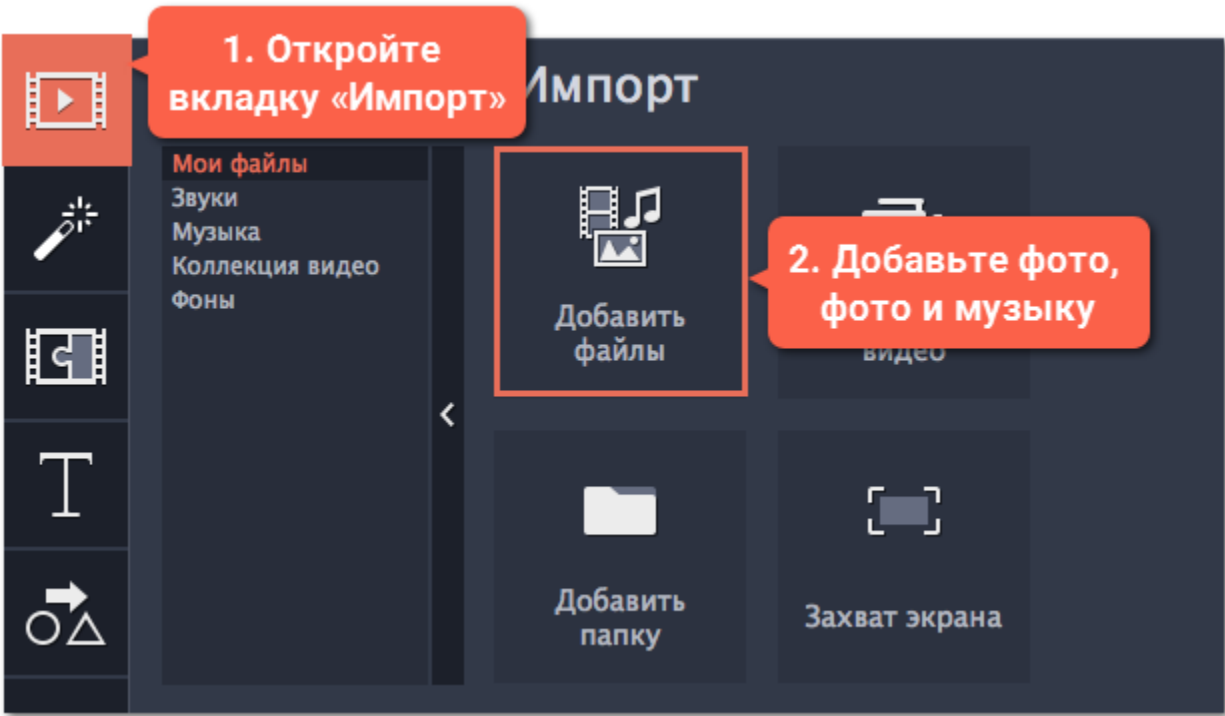 1. Откройте
вкладку «Импорт»
Импорт
Мои файлы
Звуки
Музыка
Коллекция видео
Фоны
Добавить
файлы
2. Добавьте фото,
фото и музыку
видео
Добавить
папку
Захват экрана